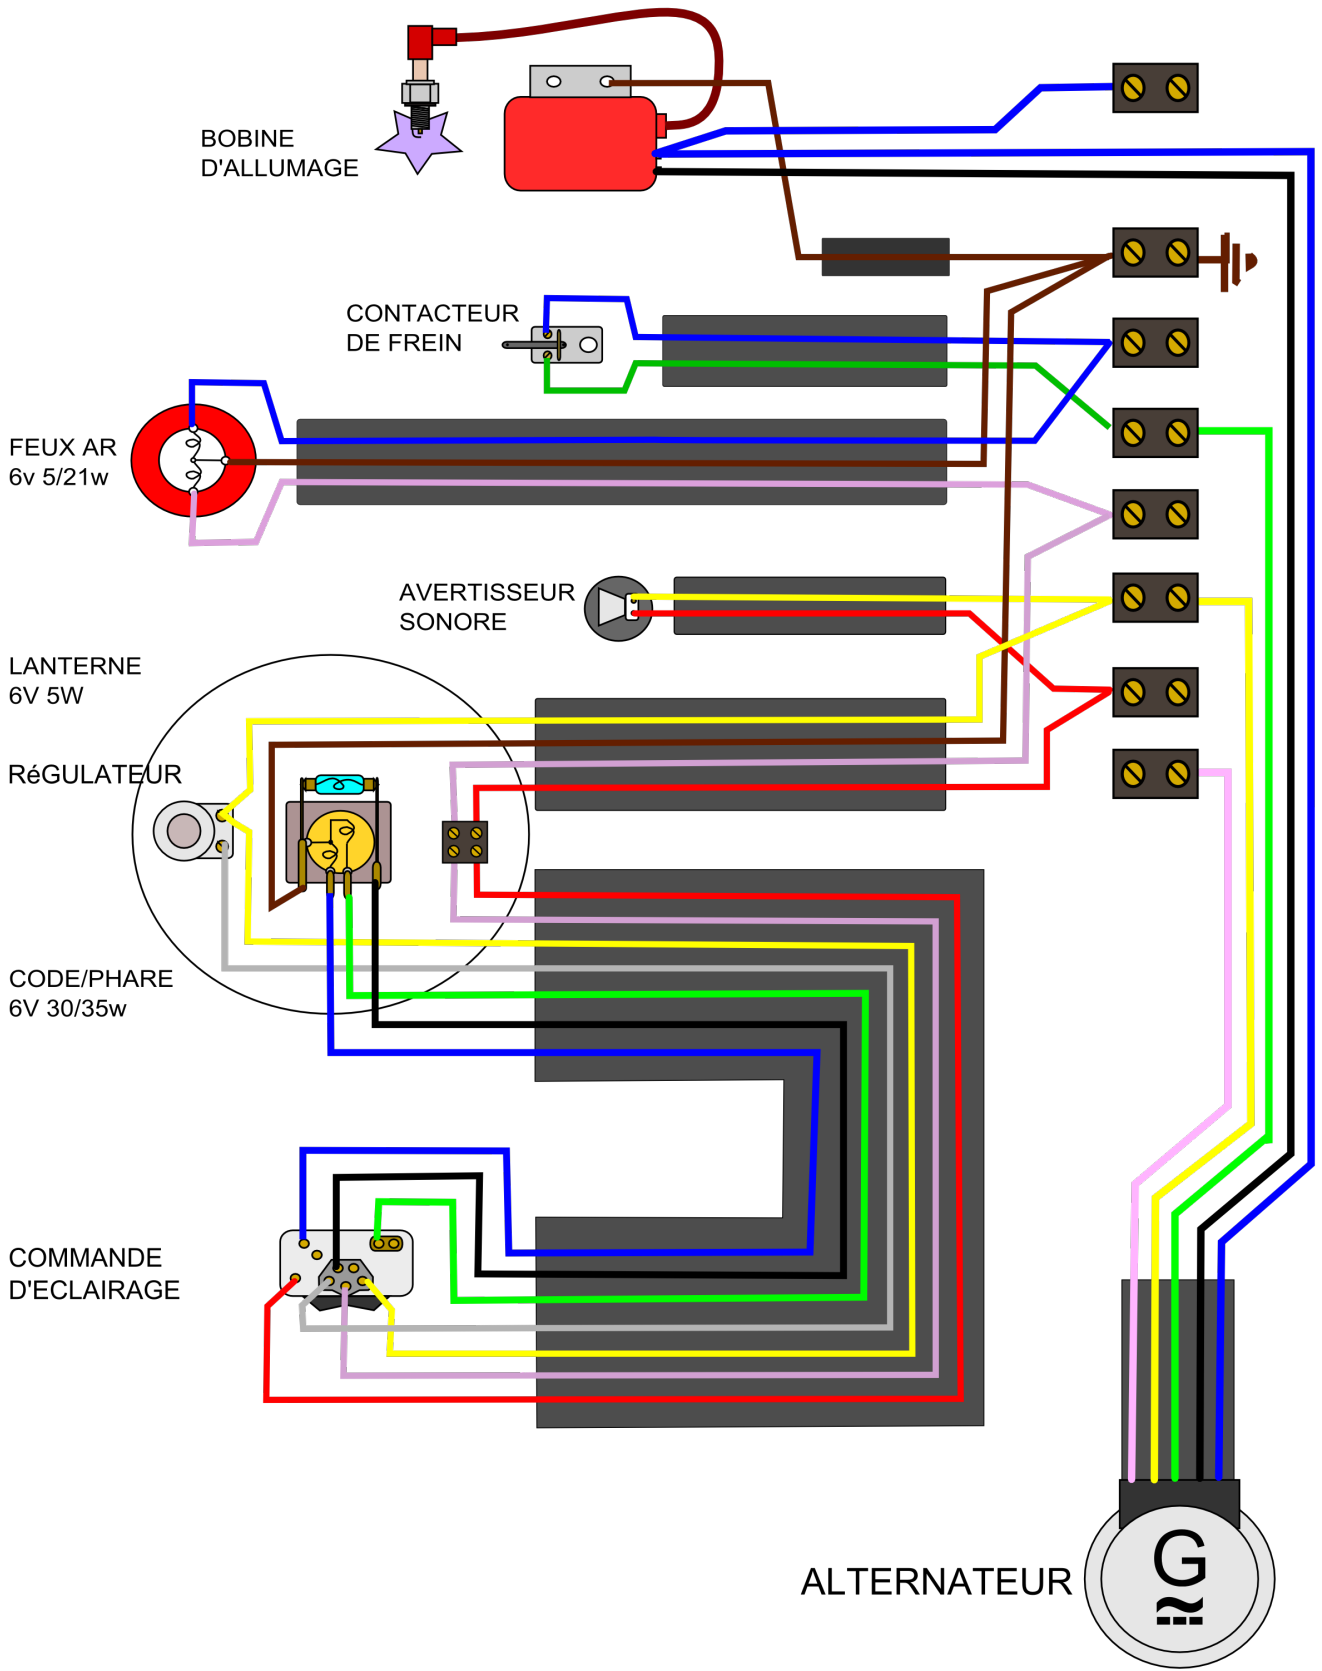 BOBINE
D'ALLUMAGE
CONTACTEUR
DE FREIN
FEUX AR
6v 5/21w
AVERTISSEUR
SONORE
LANTERNE
6V 5W
RéGULATEUR
CODE/PHARE
6V 30/35w
COMMANDE
D'ECLAIRAGE
ALTERNATEUR
G